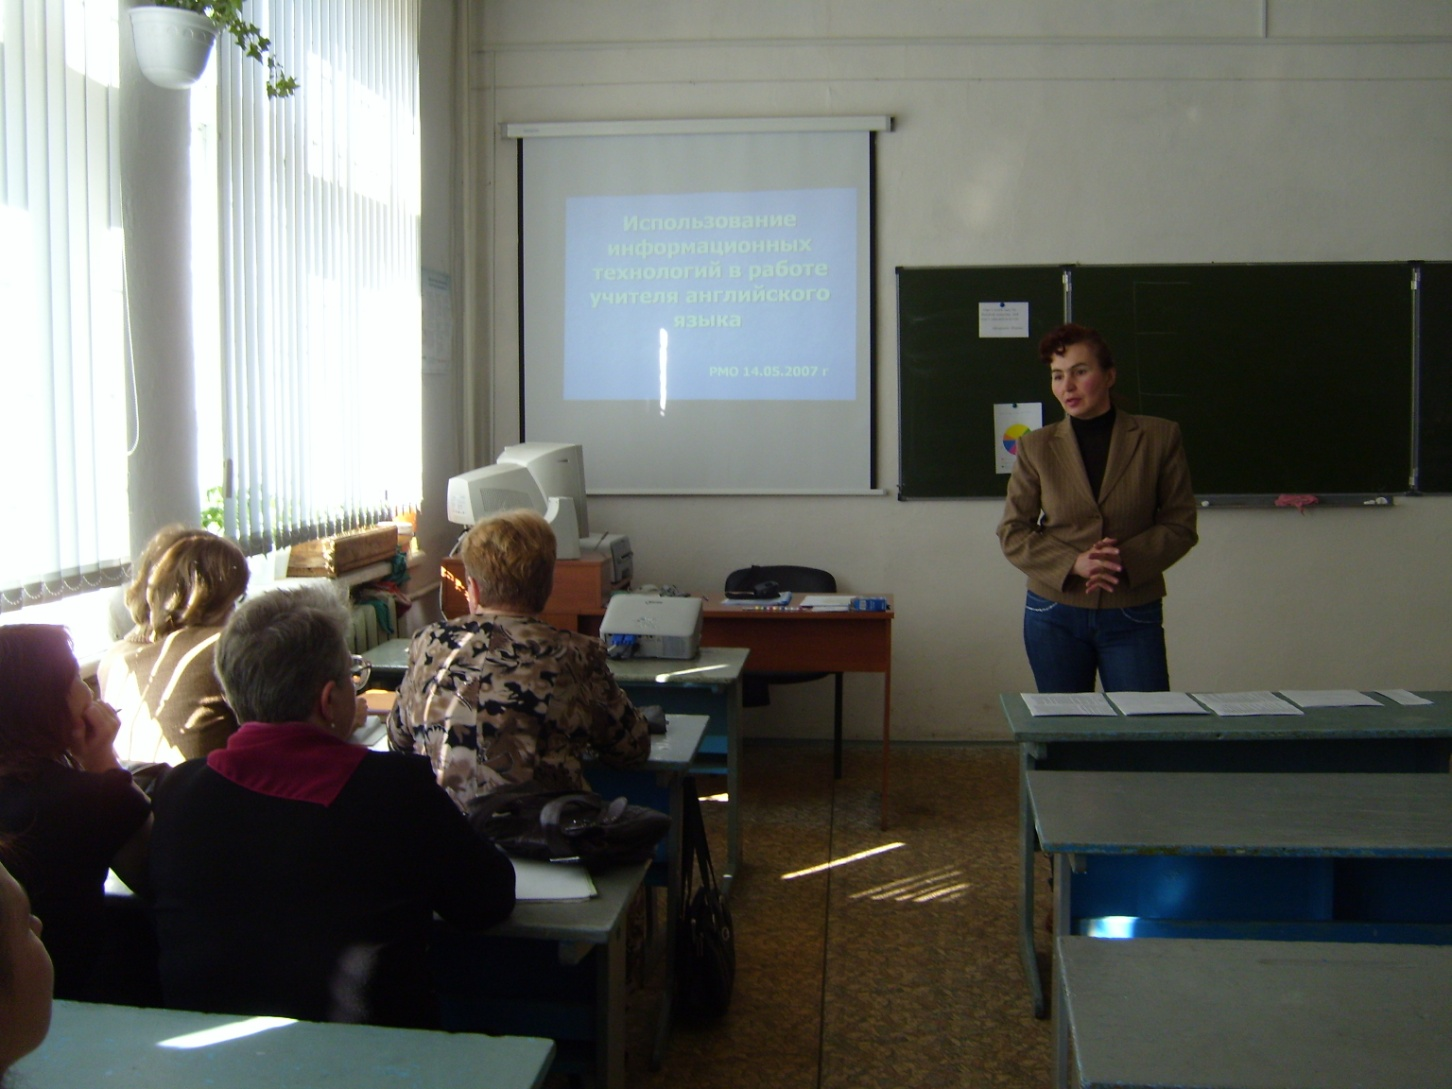 Использование
информационных
технологий в работе
учителя английского
языка
РМО 14.05.2007 г